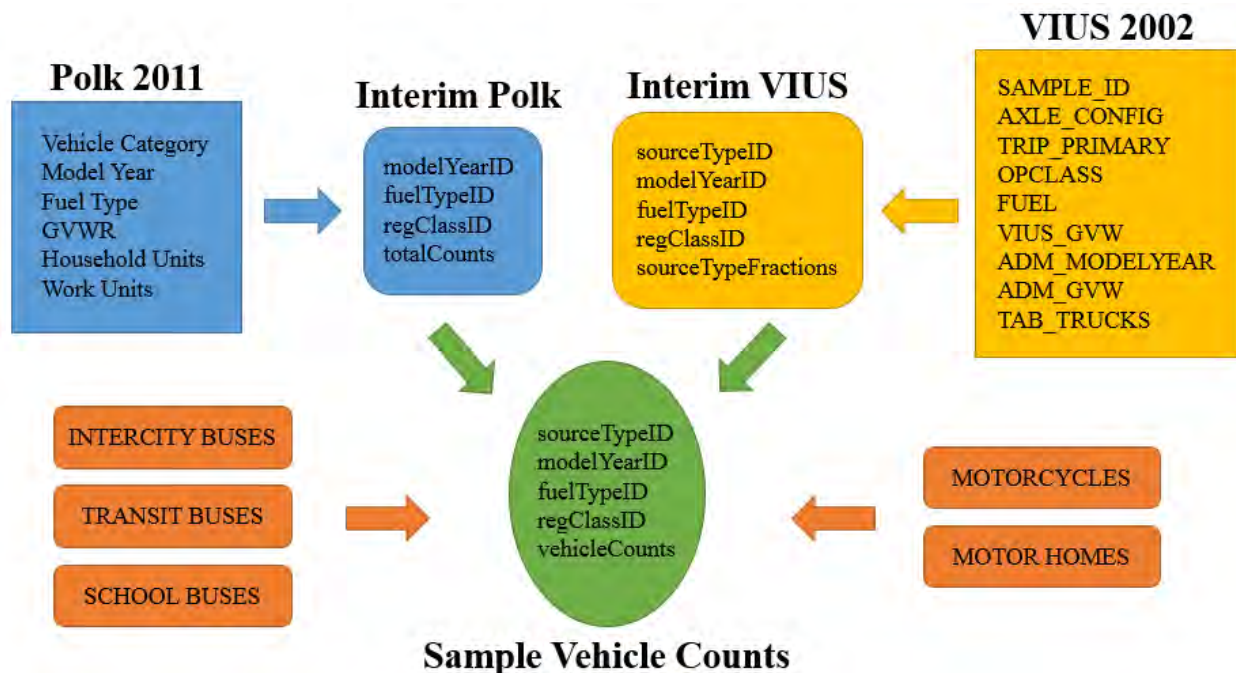 Polk 2011
Vehicle Category
Model Year
Fuel Type
GVWR
Household Units
Work Units
Interim Polk
modelYearID
fuelTypeID
regClassID
totalCounts
Interim VIUS
sourceTypeID
modelYearID
fuelTypeID
regClassID
sourceTypeFractions
VIUS 2002
SAMPLE_ID
AXLE_CONFIG
TRIP_PRIMARY
OPCLASS
FUEL
VIUS_GVW
ADM_MODELYEAR
ADM_GVW
TAB_TRUCKS
INTERCITY BUSES
TRANSIT BUSES
SCHOOL BUSES
sourceTypeID
modelYearID
fuelTypeID
regClassID
vehicleCounts
MOTORCYCLES
MOTOR HOMES
Sample Vehicle Counts